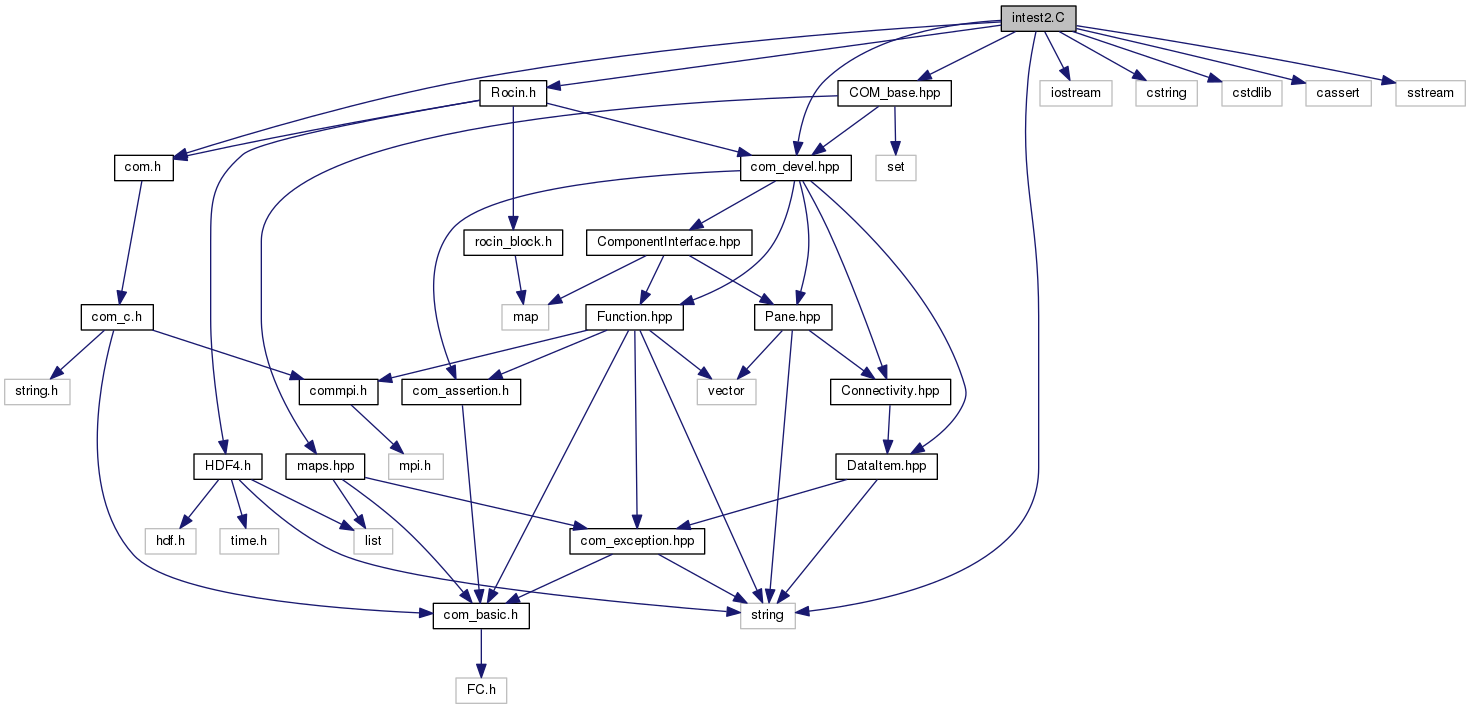 intest2.C
Rocin.h
COM_base.hpp
iostream
cstring
cstdlib
cassert
sstream
com.h
com_devel.hpp
set
rocin_block.h
ComponentInterface.hpp
com_c.h
map
Function.hpp
Pane.hpp
string.h
commpi.h
com_assertion.h
vector
Connectivity.hpp
HDF4.h
maps.hpp
mpi.h
DataItem.hpp
hdf.h
time.h
list
com_exception.hpp
com_basic.h
string
FC.h